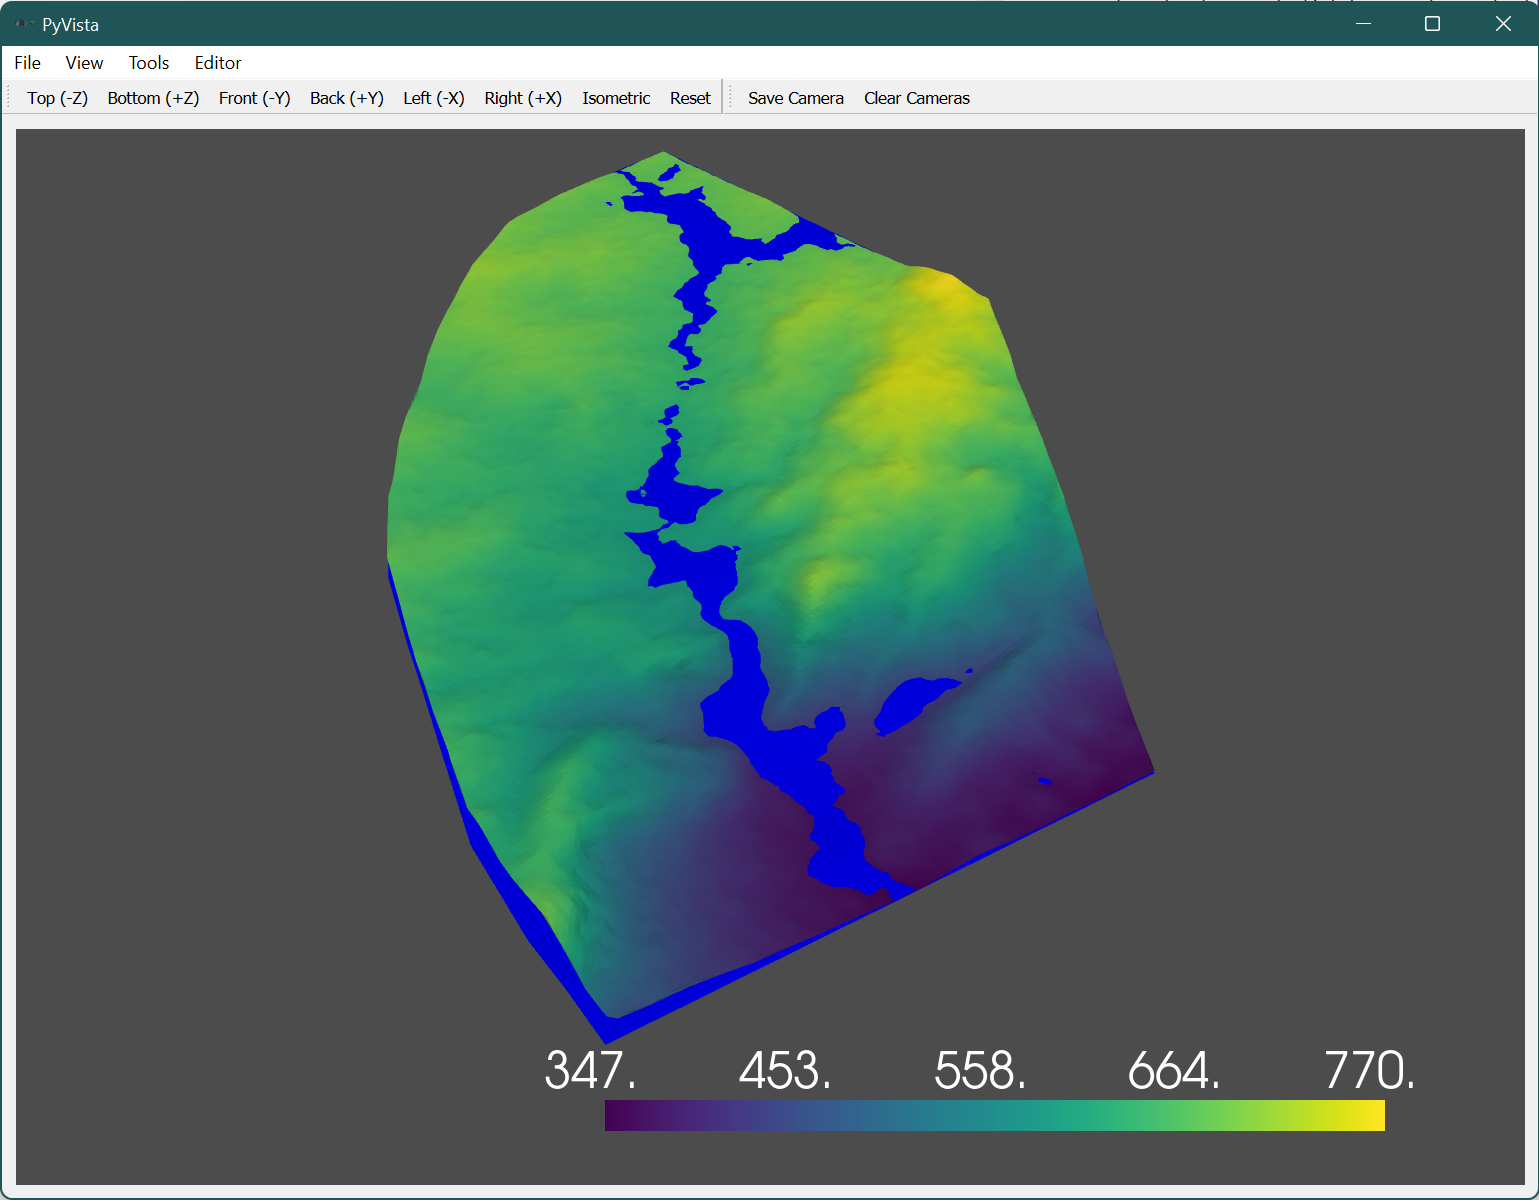 PyVista
File View Tools Editor
Top (-Z) Bottom (+Z) Front (-Y) Back (+Y) Left (-X) Right (+X) Isometric Reset Save Camera Clear Cameras
347. 453. 558. 664. 770.